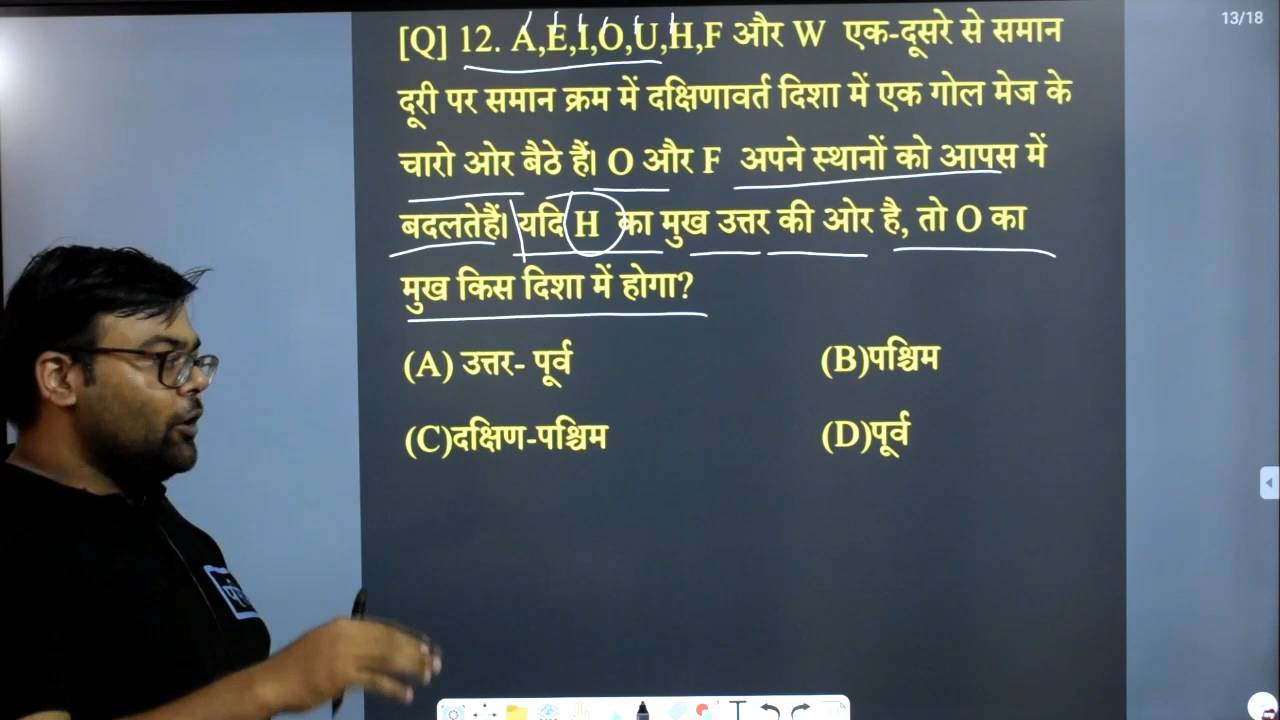 13/18
[Q] 12. A,E,I,O,U,H,F और W एक-दूसरे से समान
दूरी पर समान क्रम में दक्षिणावर्त दिशा में एक गोल मेज के
चारो ओर बैठे हैं। O और F अपने स्थानों को आपस में
बदलतेहैं। यदि H का मुख उत्तर की ओर है, तो O का
मुख किस दिशा में होगा?
(A) उत्तर- पूर्व
(B)पश्चिम
(C)दक्षिण-पश्चिम
(D)पूर्व